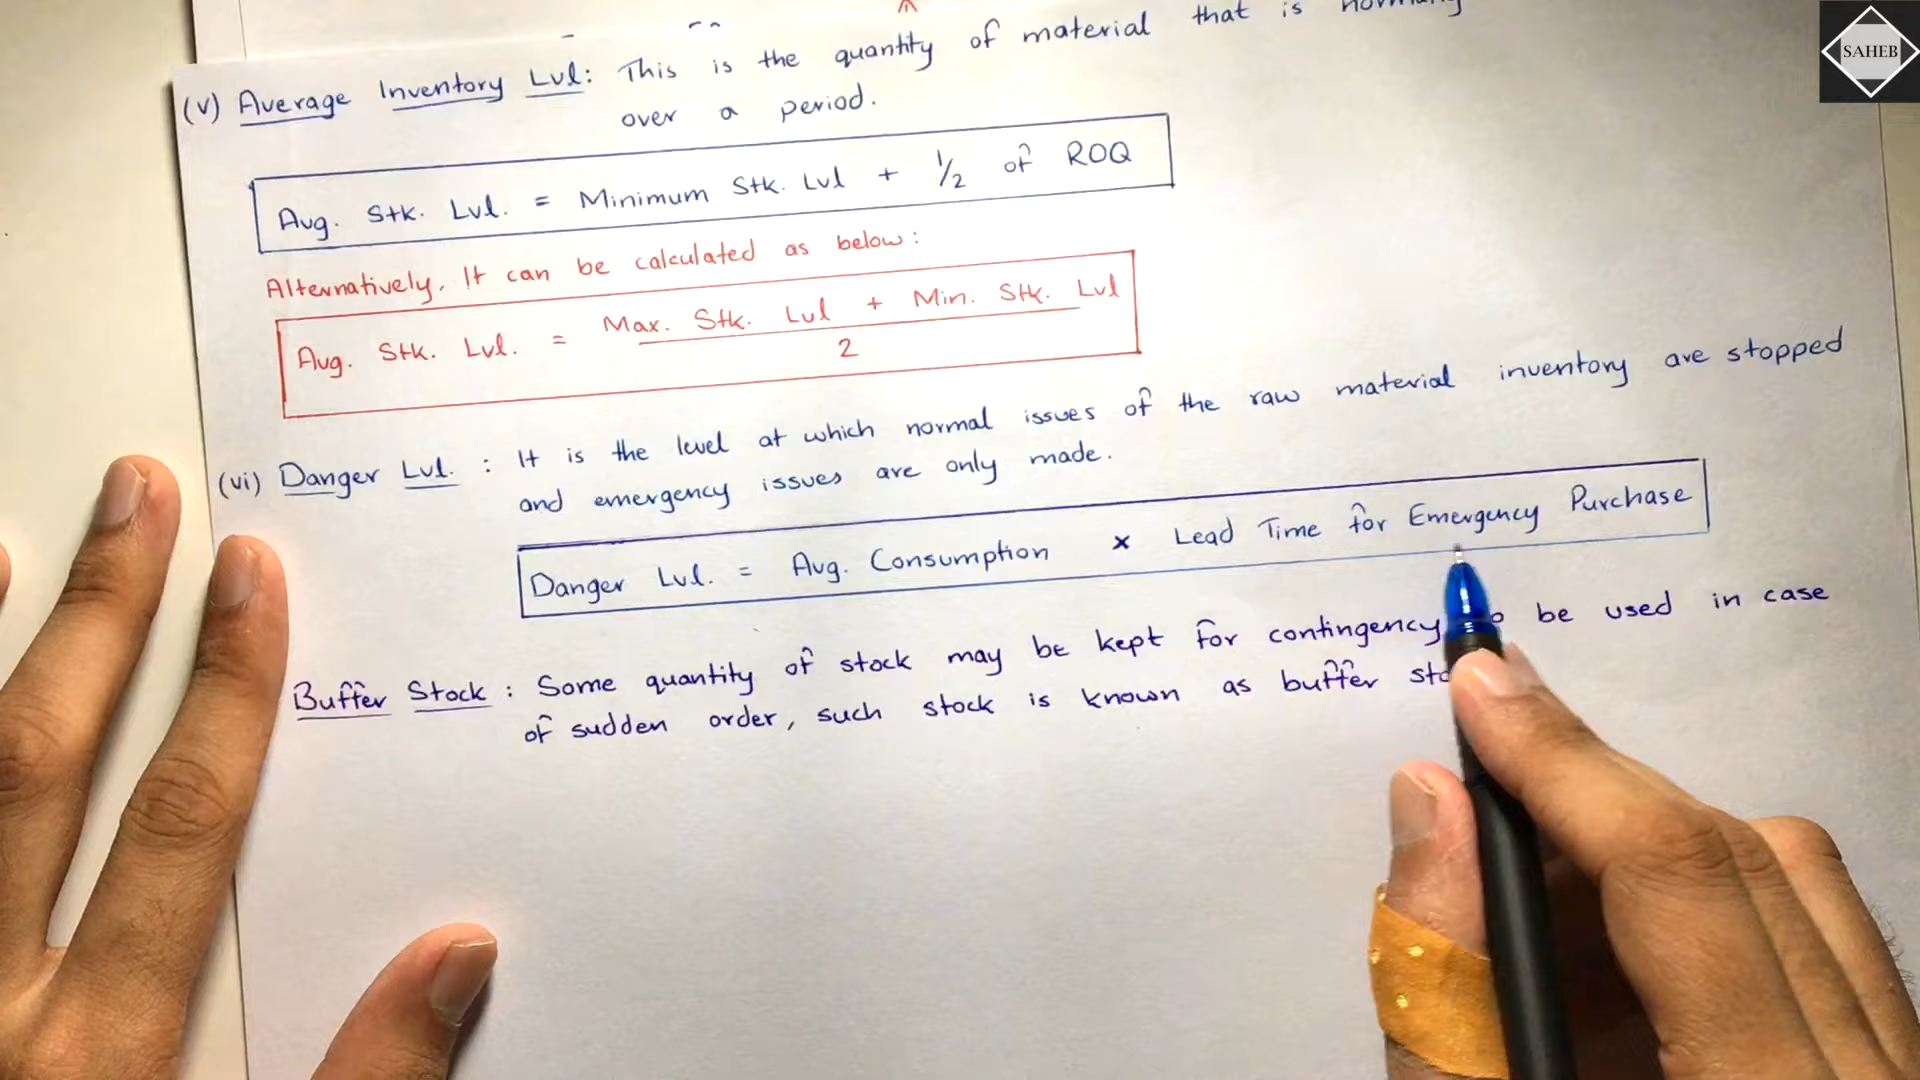 SAHEB
(v) Average Inventory Lvl: This is the quantity of material that is
over a period.
Avg. Stk. Lvl. = Minimum Stk. Lvl + 1/2 of ROQ
Alternatively, It can be calculated as below:
Avg. Stk. Lvl. = Max. Stk. Lvl + Min. Stk. Lvl
2
(vi) Danger Lvl. : It is the level at which normal issues of the raw material inventory are stopped
and emergency issues are only made.
Danger Lvl. = Avg. Consumption × Lead Time for Emergency Purchase
Buffer Stock : Some quantity of stock may be kept for contingency be used in case
of sudden order, such stock is known as buffer